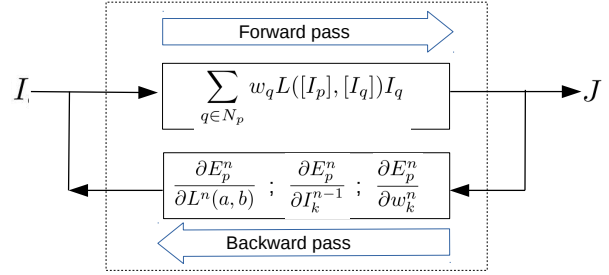 Forward pass
I
∑_{q∈N_p} w_q L([I_p], [I_q]) I_q
J
∂E_p^n / ∂L^n(a, b) ; ∂E_p^n / ∂I_k^{n−1} ; ∂E_p^n / ∂w_k^n
Backward pass